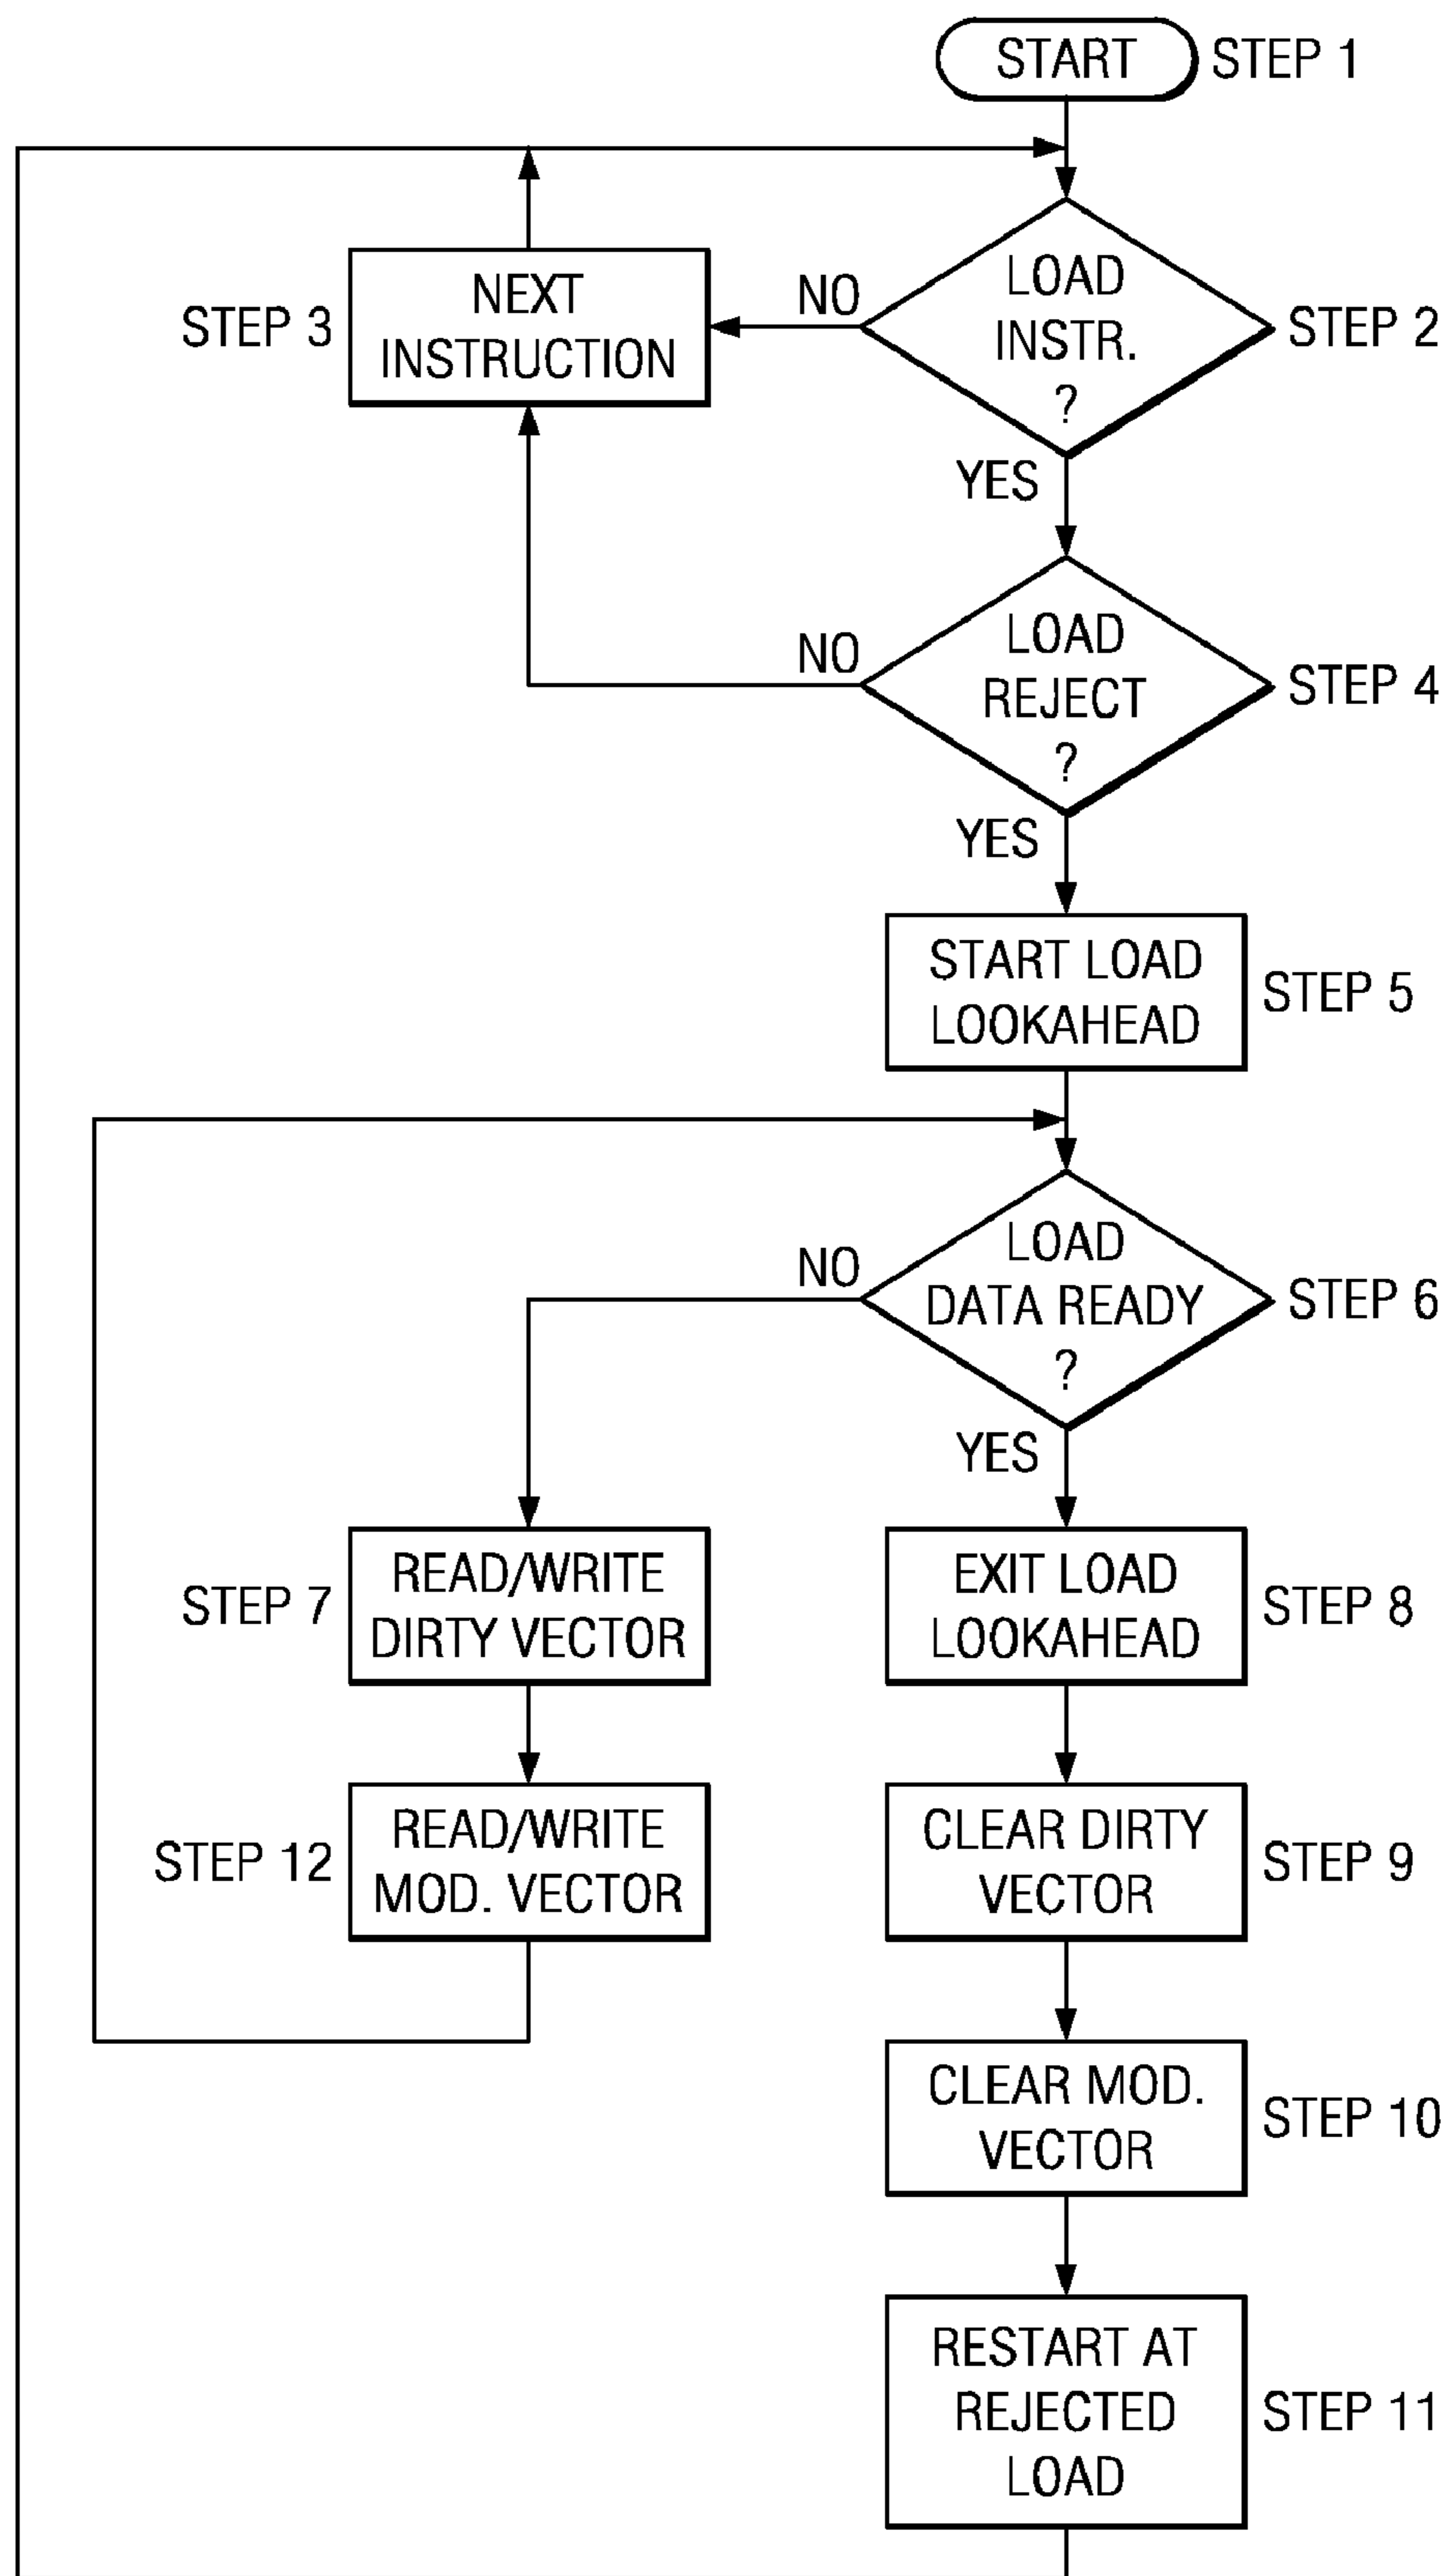 START
STEP 1
LOAD
INSTR.
?
STEP 2
NO
NEXT
INSTRUCTION
STEP 3
YES
LOAD
REJECT
?
STEP 4
NO
YES
START LOAD
LOOKAHEAD
STEP 5
LOAD
DATA READY
?
STEP 6
NO
YES
READ/WRITE
DIRTY VECTOR
STEP 7
EXIT LOAD
LOOKAHEAD
STEP 8
READ/WRITE
MOD. VECTOR
STEP 12
CLEAR DIRTY
VECTOR
STEP 9
CLEAR MOD.
VECTOR
STEP 10
RESTART AT
REJECTED
LOAD
STEP 11